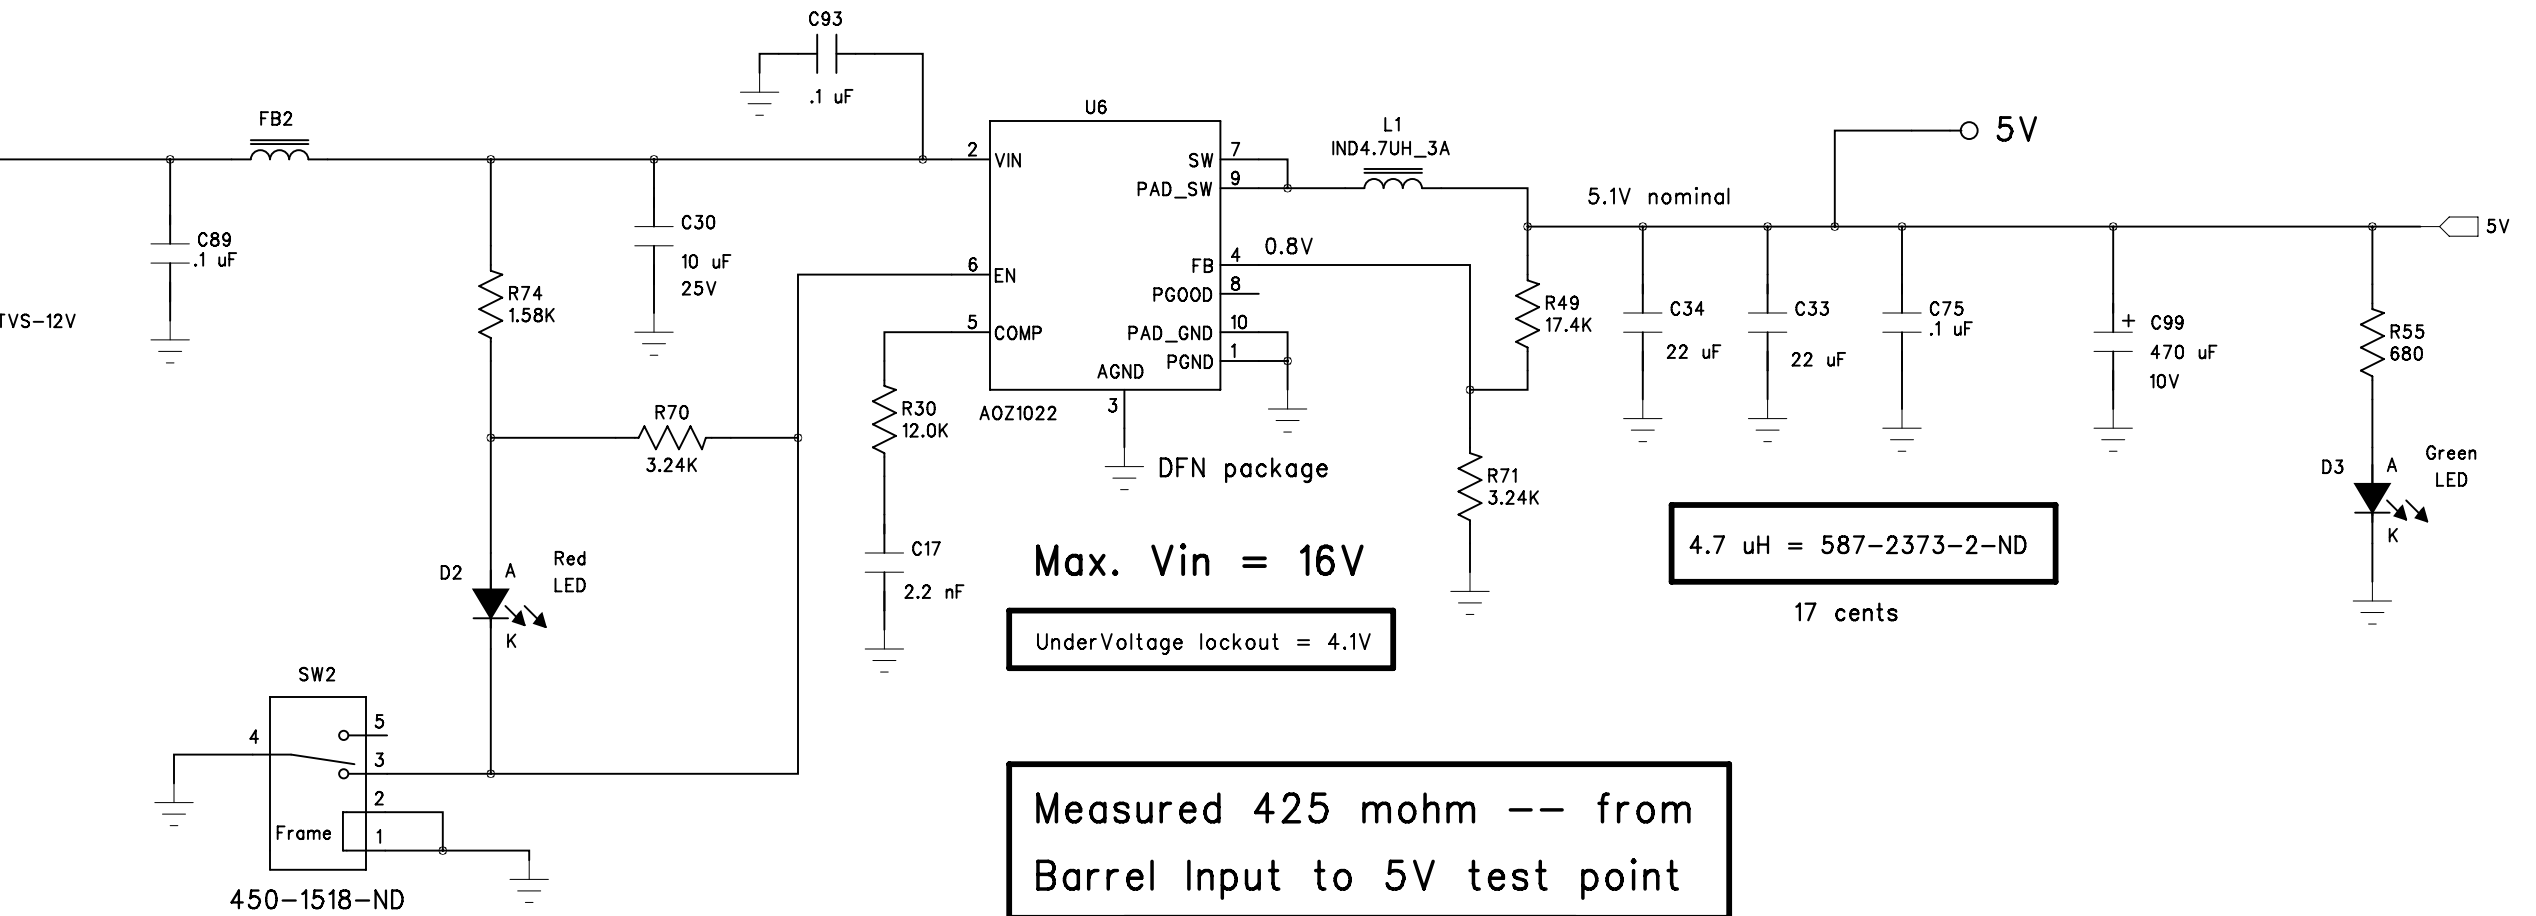 C93
.1 uF
FB2
U6
L1
IND4.7UH_3A
5V
2
VIN
SW
7
PAD_SW
9
5.1V nominal
5V
C89
.1 uF
C30
10 uF
25V
0.8V
6
EN
FB
4
PGOOD
8
R74
1.58K
TVS-12V
5
COMP
PAD_GND
10
PGND
1
AGND
3
AOZ1022
R49
17.4K
C34
22 uF
C33
22 uF
C75
.1 uF
+
C99
470 uF
10V
R55
680
R70
3.24K
R30
12.0K
DFN package
R71
3.24K
D3
A
K
Green
LED
C17
2.2 nF
Max. Vin = 16V
4.7 uH = 587-2373-2-ND
17 cents
D2
A
K
Red
LED
UnderVoltage lockout = 4.1V
SW2
4
5
3
2
1
Frame
450-1518-ND
Measured 425 mohm -- from
Barrel Input to 5V test point